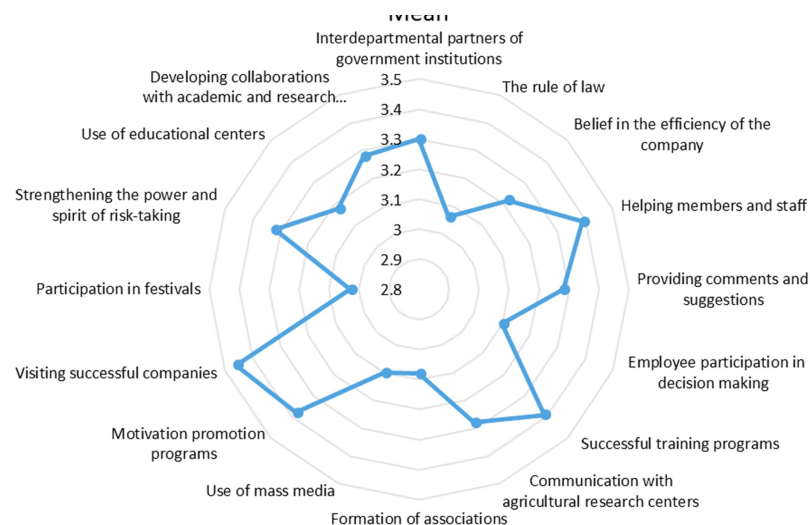 Mean
Interdepartmental partners of
government institutions
The rule of law
Belief in the efficiency of the
company
Helping members and staff
Providing comments and
suggestions
Employee participation in
decision making
Successful training programs
Communication with
agricultural research centers
Formation of associations
Use of mass media
Motivation promotion
programs
Visiting successful companies
Participation in festivals
Strengthening the power and
spirit of risk-taking
Use of educational centers
Developing collaborations
with academic and research...
3.5
3.4
3.3
3.2
3.1
3
2.9
2.8